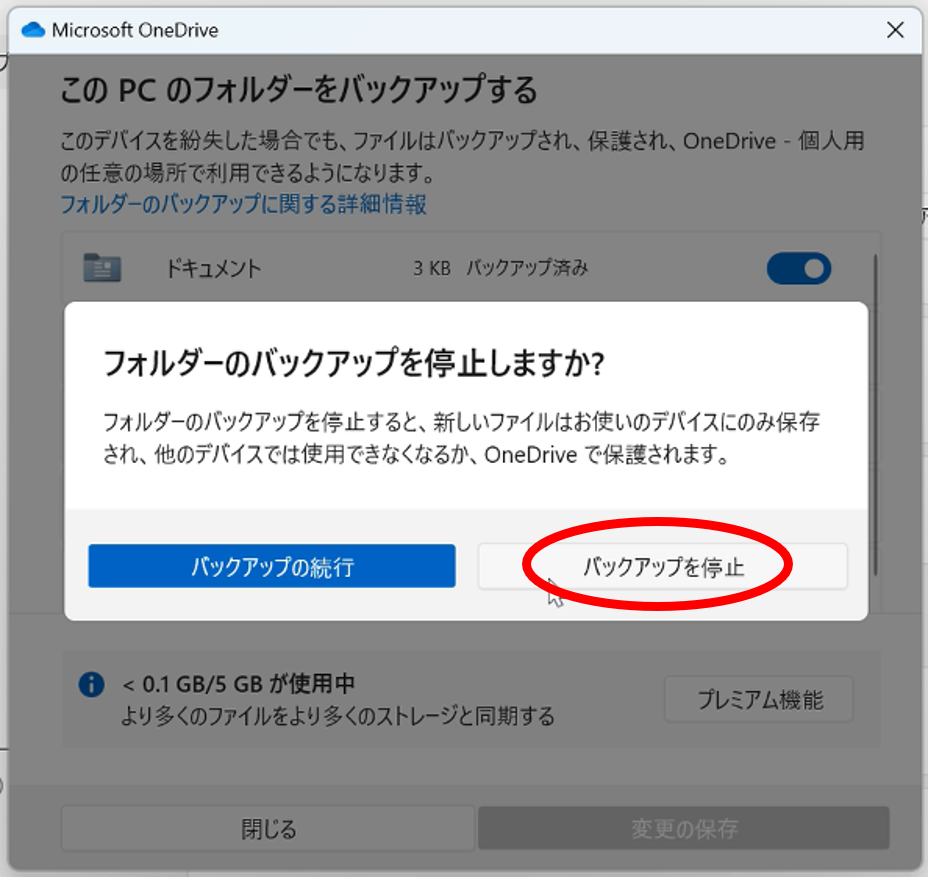 Microsoft OneDrive
この PC のフォルダーをバックアップする
このデバイスを紛失した場合でも、ファイルはバックアップされ、保護され、OneDrive - 個人用
の任意の場所で利用できるようになります。
フォルダーのバックアップに関する詳細情報
ドキュメント 3 KB バックアップ済み
フォルダーのバックアップを停止しますか?
フォルダーのバックアップを停止すると、新しいファイルはお使いのデバイスにのみ保存
され、他のデバイスでは使用できなくなるか、OneDrive で保護されます。
バックアップの続行 バックアップを停止
< 0.1 GB/5 GB が使用中
より多くのファイルをより多くのストレージと同期する
プレミアム機能
閉じる 変更の保存